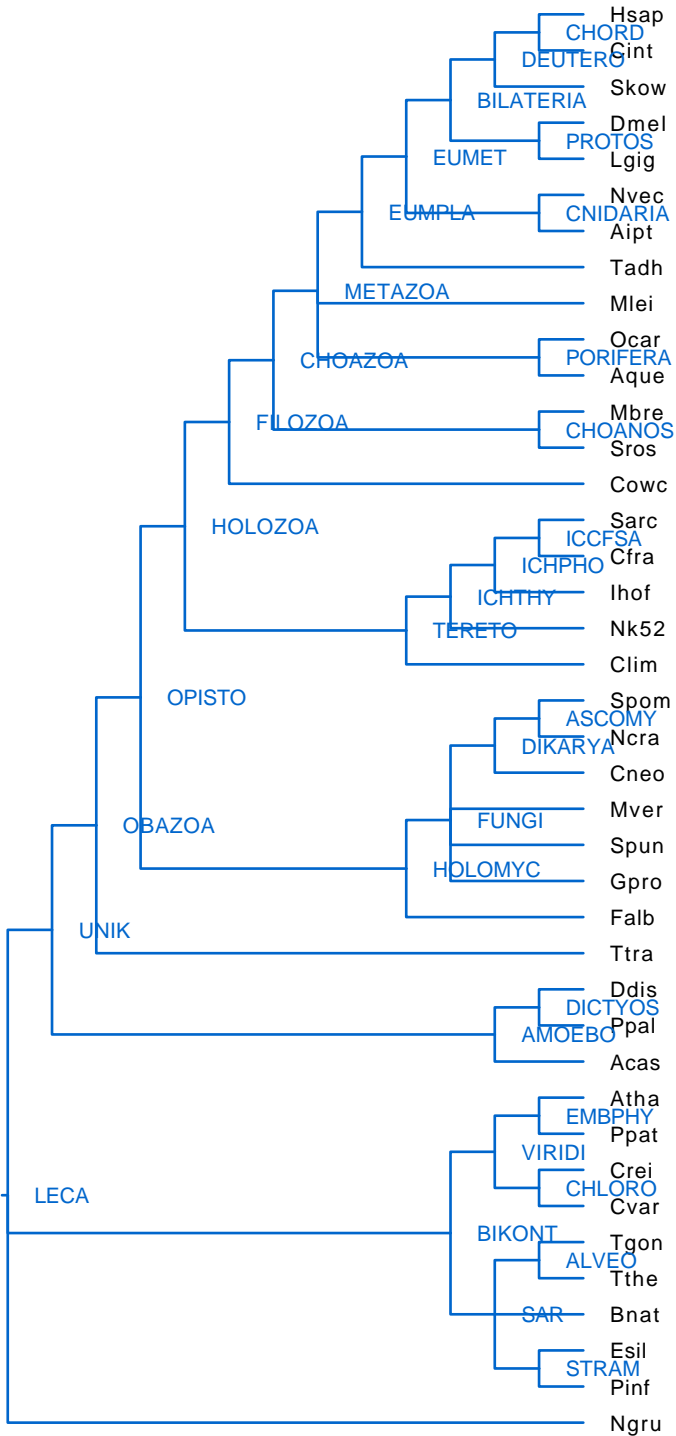 Hsap
CHORD
Cint
DEUTERO
Skow
BILATERIA
Dmel
PROTOS
EUMET
Lgig
Nvec
EUMPLA
CNIDARIA
Aipt
Tadh
METAZOA
Mlei
Ocar
CHOAZOA
PORIFERA
Aque
Mbre
FILOZOA
CHOANOS
Sros
Cowc
Sarc
HOLOZOA
ICCFSA
Cfra
ICHPHO
Ihof
ICHTHY
TERETO
Nk52
Clim
OPISTO
Spom
ASCOMY
Ncra
DIKARYA
Cneo
Mver
OBAZOA
FUNGI
Spun
HOLOMYC
Gpro
Falb
UNIK
Ttra
Ddis
DICTYOS
Ppal
AMOEBO
Acas
Atha
EMBPHY
Ppat
VIRIDI
Crei
LECA
CHLORO
Cvar
BIKONT
Tgon
ALVEO
Tthe
SAR
Bnat
Esil
STRAM
Pinf
Ngru